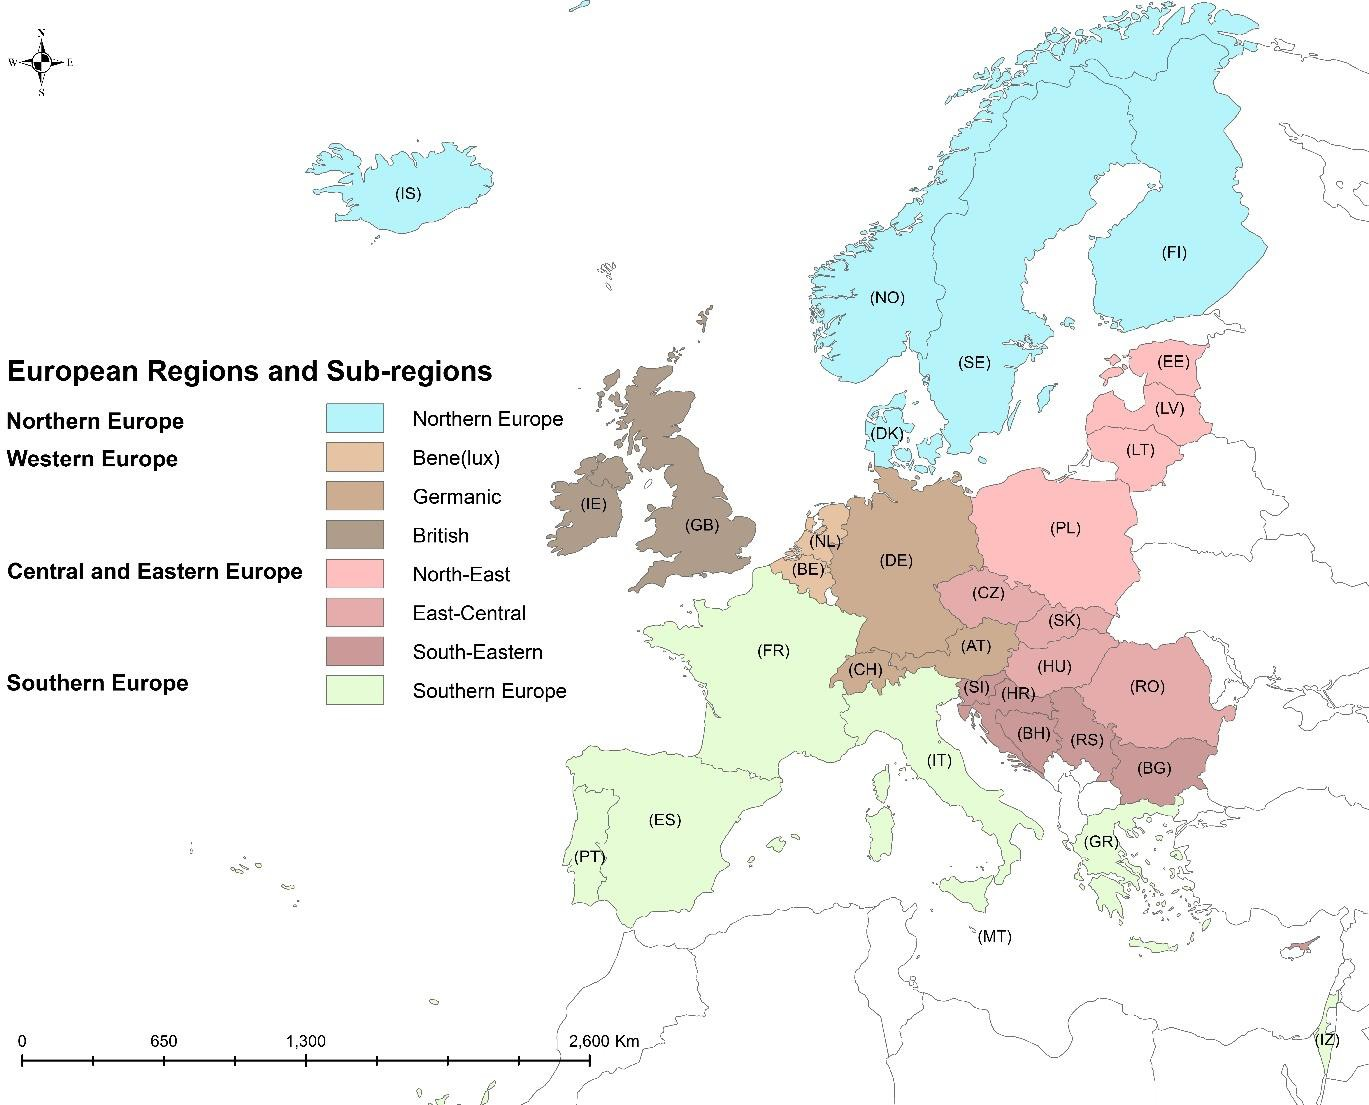 N
W E
S
(IS)
(FI)
(NO)
(SE)
(EE)
European Regions and Sub-regions
(LV)
Northern Europe Northern Europe
(DK)
(LT)
Western Europe Bene(lux)
Germanic
(IE)
(GB)
(PL)
British
(NL)
(DE)
(BE)
Central and Eastern Europe North-East
(CZ)
East-Central
(SK)
(FR)
(AT)
South-Eastern
(CH)
(HU)
Southern Europe Southern Europe
(SI)
(HR)
(RO)
(BH)
(RS)
(IT)
(BG)
(ES)
(GR)
(PT)
(MT)
0 650 1,300 2,600 Km
(IZ)